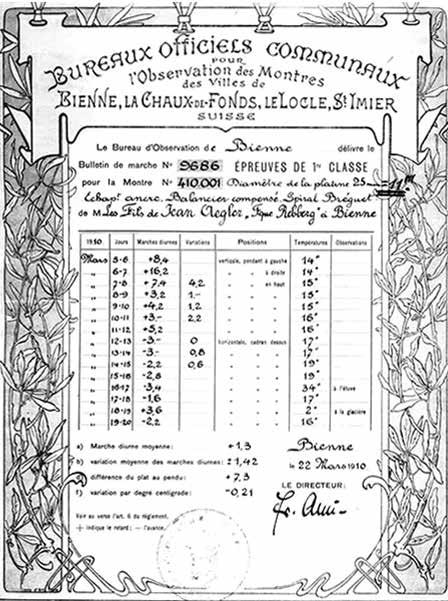 BUREAUX OFFICIELS COMMUNAUX
POUR
l'Observation des Montres
des Villes de
BIENNE, LA CHAUX-DE-FONDS, LE LOCLE, St IMIER
SUISSE
Le Bureau d'Observation de Bienne délivre le
Bulletin de marche No 9686 ÉPREUVES DE 1re CLASSE
pour la Montre No 410.001 Diamètre de la platine 25 = 11'''
Echapt ancre. Balancier compensé. Spiral Bréguet
de M Les Fils de Jean Aegler, Rebberg" à Bienne
1910 Jours Marches diurnes Variations Positions Températures Observations
Mars 5-6 +8,4 verticale, pendant à gauche 14°
" 6-7 +16,2 " " à droite 14°
" 7-8 +7,4 4,2 " " en haut 15°
" 8-9 +3,2 1.- " " " 15°
" 9-10 +4,2 1,2 " " " 15°
" 10-11 +3.- 2,2 " " " 16°
" 11-12 +5,2 " " " 16°
" 12-13 -3.- 0 horizontale, cadran dessus 17°
" 13-14 -3.- 0,8 " " " 17°
" 14-15 -2,2 0,6 " " " 19°
" 15-16 -2,8 " " " 19°
" 16-17 -3,4 " " " 34° à l'étuve
" 17-18 -1,6 " " " 17°
" 18-19 +3,6 " " " 2° à la glacière
" 19-20 -2,2 " " " 16°
a) Marche diurne moyenne: +1,3
b) variation moyenne des marches diurnes: ±1,42
différence du plat au pendu: +7,3
f) variation par degré centigrade: -0,21
Bienne
le 22 Mars 1910
LE DIRECTEUR:
Voir au verso l'art. 6 du règlement.
+ indique le retard: — l'avance.